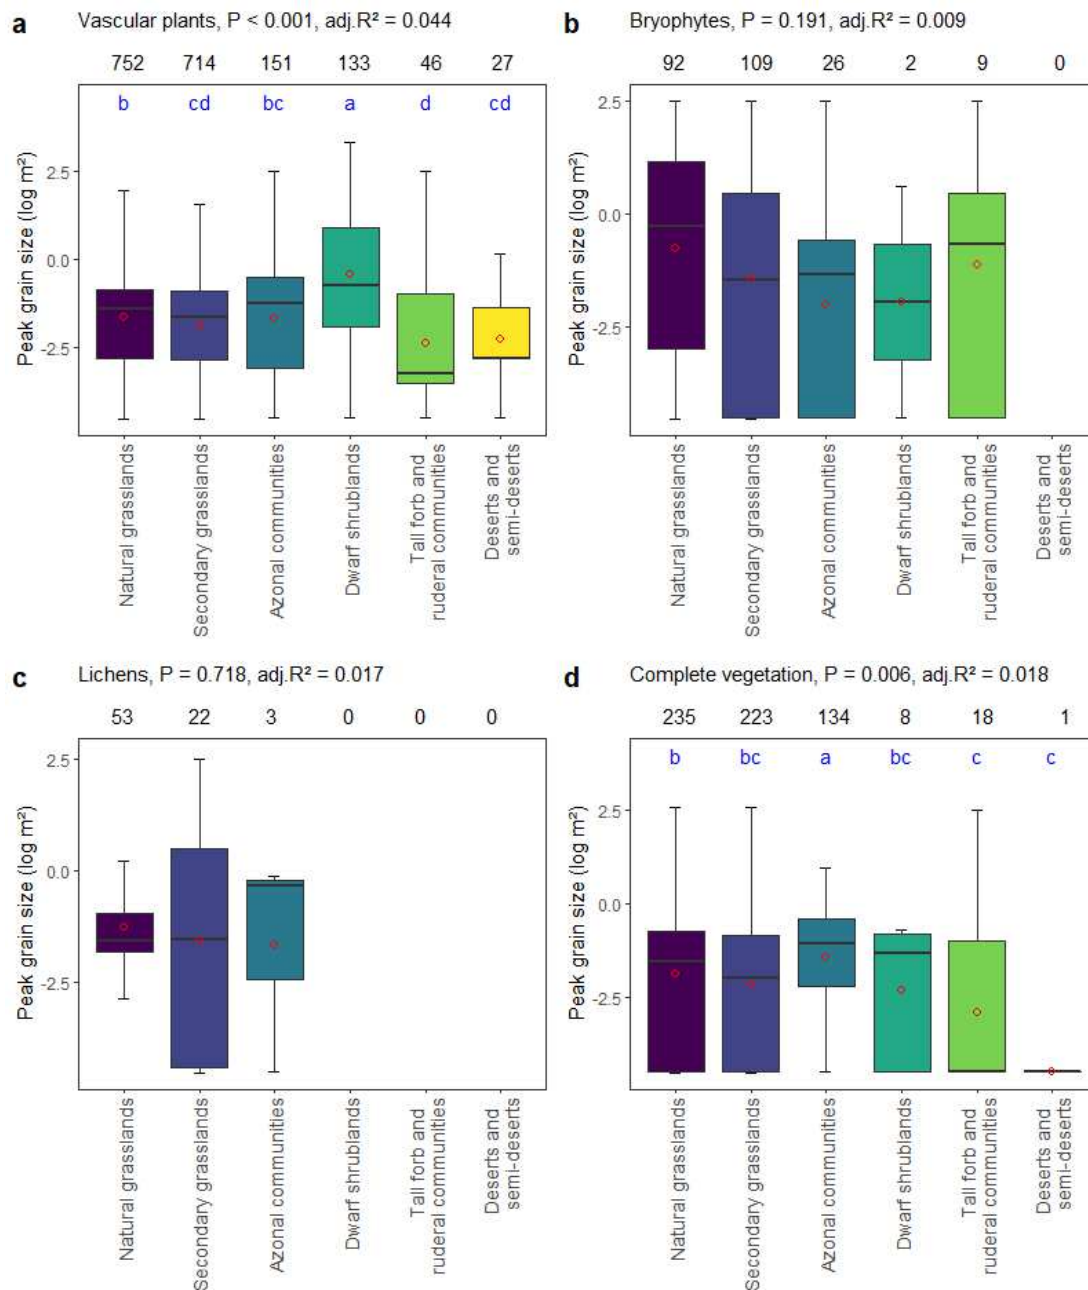 a Vascular plants, P < 0.001, adj.R² = 0.044
752 714 151 133 46 27
b cd bc a d cd
Peak grain size (log m²)
2.5
0.0
-2.5
Natural grasslands
Secondary grasslands
Azonal communities
Dwarf shrublands
Tall forb and
ruderal communities
Deserts and
semi-deserts
b Bryophytes, P = 0.191, adj.R² = 0.009
92 109 26 2 9 0
Peak grain size (log m²)
2.5
0.0
-2.5
Natural grasslands
Secondary grasslands
Azonal communities
Dwarf shrublands
Tall forb and
ruderal communities
Deserts and
semi-deserts
c Lichens, P = 0.718, adj.R² = 0.017
53 22 3 0 0 0
Peak grain size (log m²)
2.5
0.0
-2.5
Natural grasslands
Secondary grasslands
Azonal communities
Dwarf shrublands
Tall forb and
ruderal communities
Deserts and
semi-deserts
d Complete vegetation, P = 0.006, adj.R² = 0.018
235 223 134 8 18 1
b bc a bc c c
Peak grain size (log m²)
2.5
0.0
-2.5
Natural grasslands
Secondary grasslands
Azonal communities
Dwarf shrublands
Tall forb and
ruderal communities
Deserts and
semi-deserts